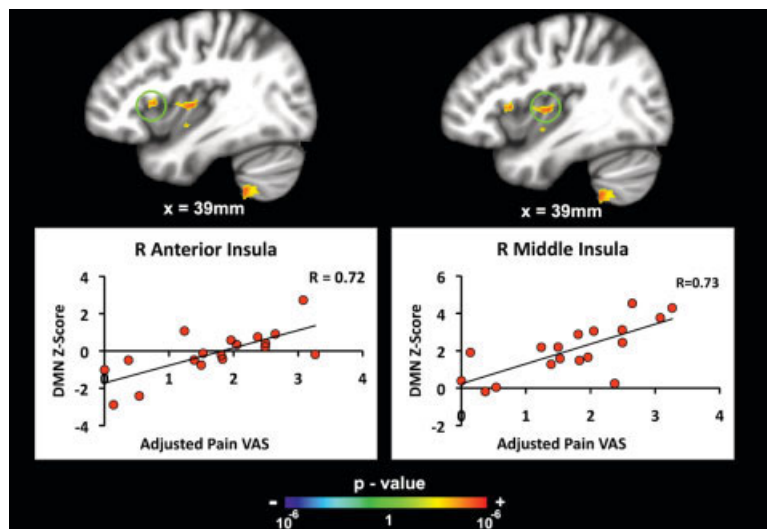 x = 39mm
x = 39mm
R Anterior Insula
R = 0.72
4
2
0
-2
-4
0
1
2
3
4
DMN Z-Score
Adjusted Pain VAS
R Middle Insula
R=0.73
6
4
2
0
-2
0
1
2
3
4
DMN Z-Score
Adjusted Pain VAS
p - value
- +
10⁻⁶ 1 10⁻⁶